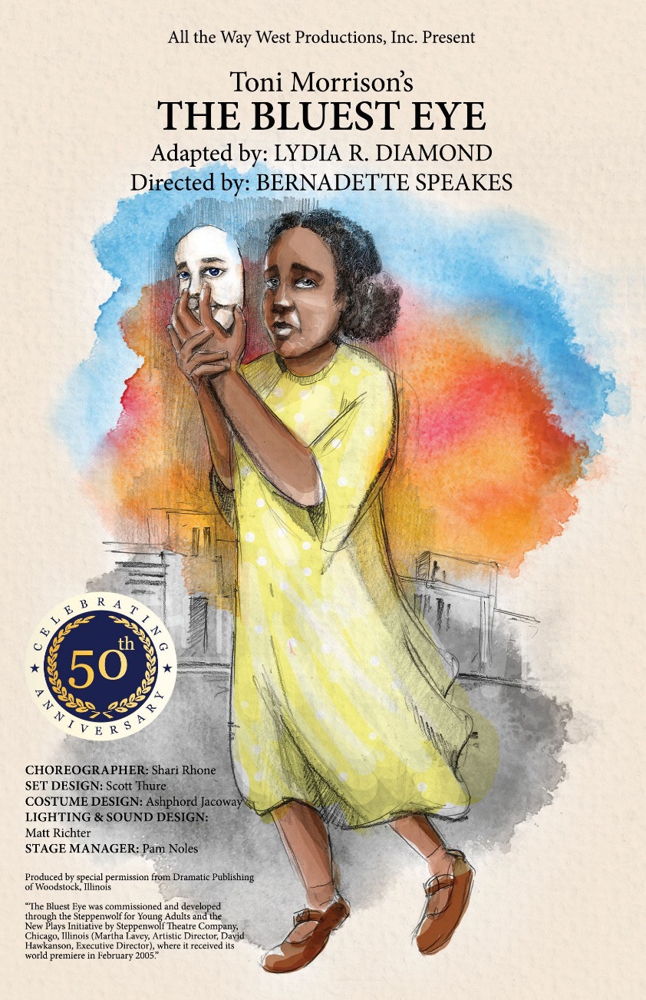 All the Way West Productions, Inc. Present
Toni Morrison’s
THE BLUEST EYE
Adapted by: LYDIA R. DIAMOND
Directed by: BERNADETTE SPEAKES
CELEBRATING
50th
ANNIVERSARY
CHOREOGRAPHER: Shari Rhone
SET DESIGN: Scott Thure
COSTUME DESIGN: Ashphord Jacoway
LIGHTING & SOUND DESIGN:
Matt Richter
STAGE MANAGER: Pam Noles
Produced by special permission from Dramatic Publishing
of Woodstock, Illinois
“The Bluest Eye was commissioned and developed
through the Steppenwolf for Young Adults and the
New Plays Initiative by Steppenwolf Theatre Company,
Chicago, Illinois (Martha Lavey, Artistic Director, David
Hawkanson, Executive Director), where it received its
world premiere in February 2005.”